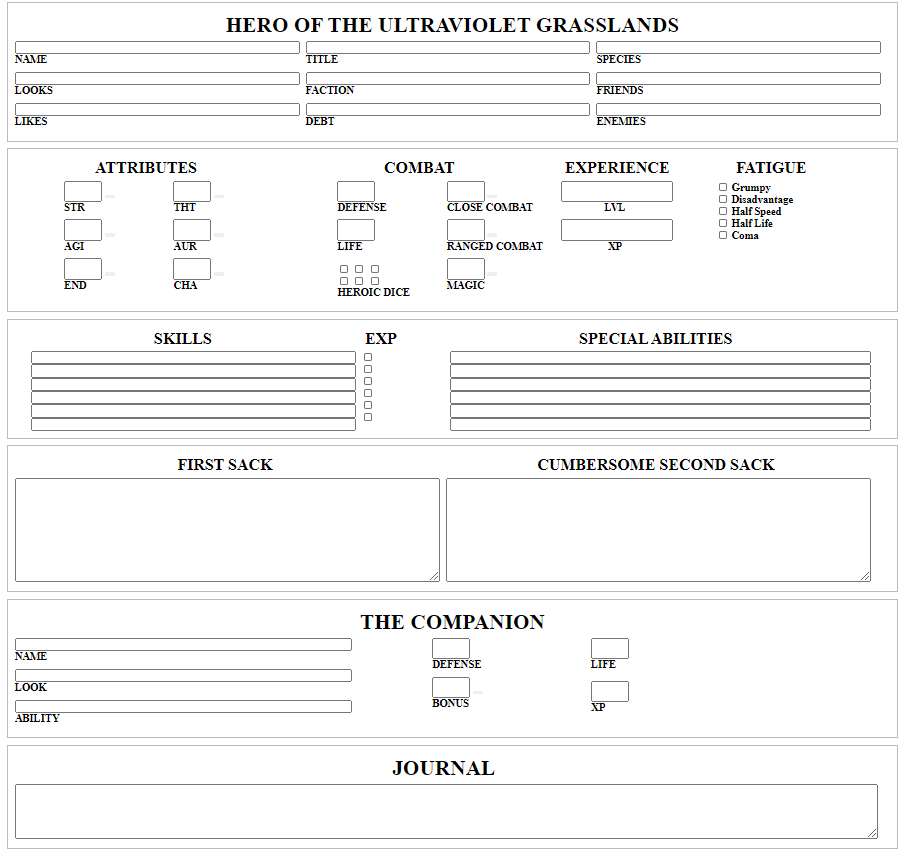 HERO OF THE ULTRAVIOLET GRASSLANDS
NAME TITLE SPECIES
LOOKS FACTION FRIENDS
LIKES DEBT ENEMIES
ATTRIBUTES COMBAT EXPERIENCE FATIGUE
Grumpy
Disadvantage
STR THT DEFENSE CLOSE COMBAT LVL Half Speed
Half Life
Coma
AGI AUR LIFE RANGED COMBAT XP
END CHA MAGIC
HEROIC DICE
SKILLS EXP SPECIAL ABILITIES
FIRST SACK CUMBERSOME SECOND SACK
THE COMPANION
NAME DEFENSE LIFE
LOOK
BONUS XP
ABILITY
JOURNAL